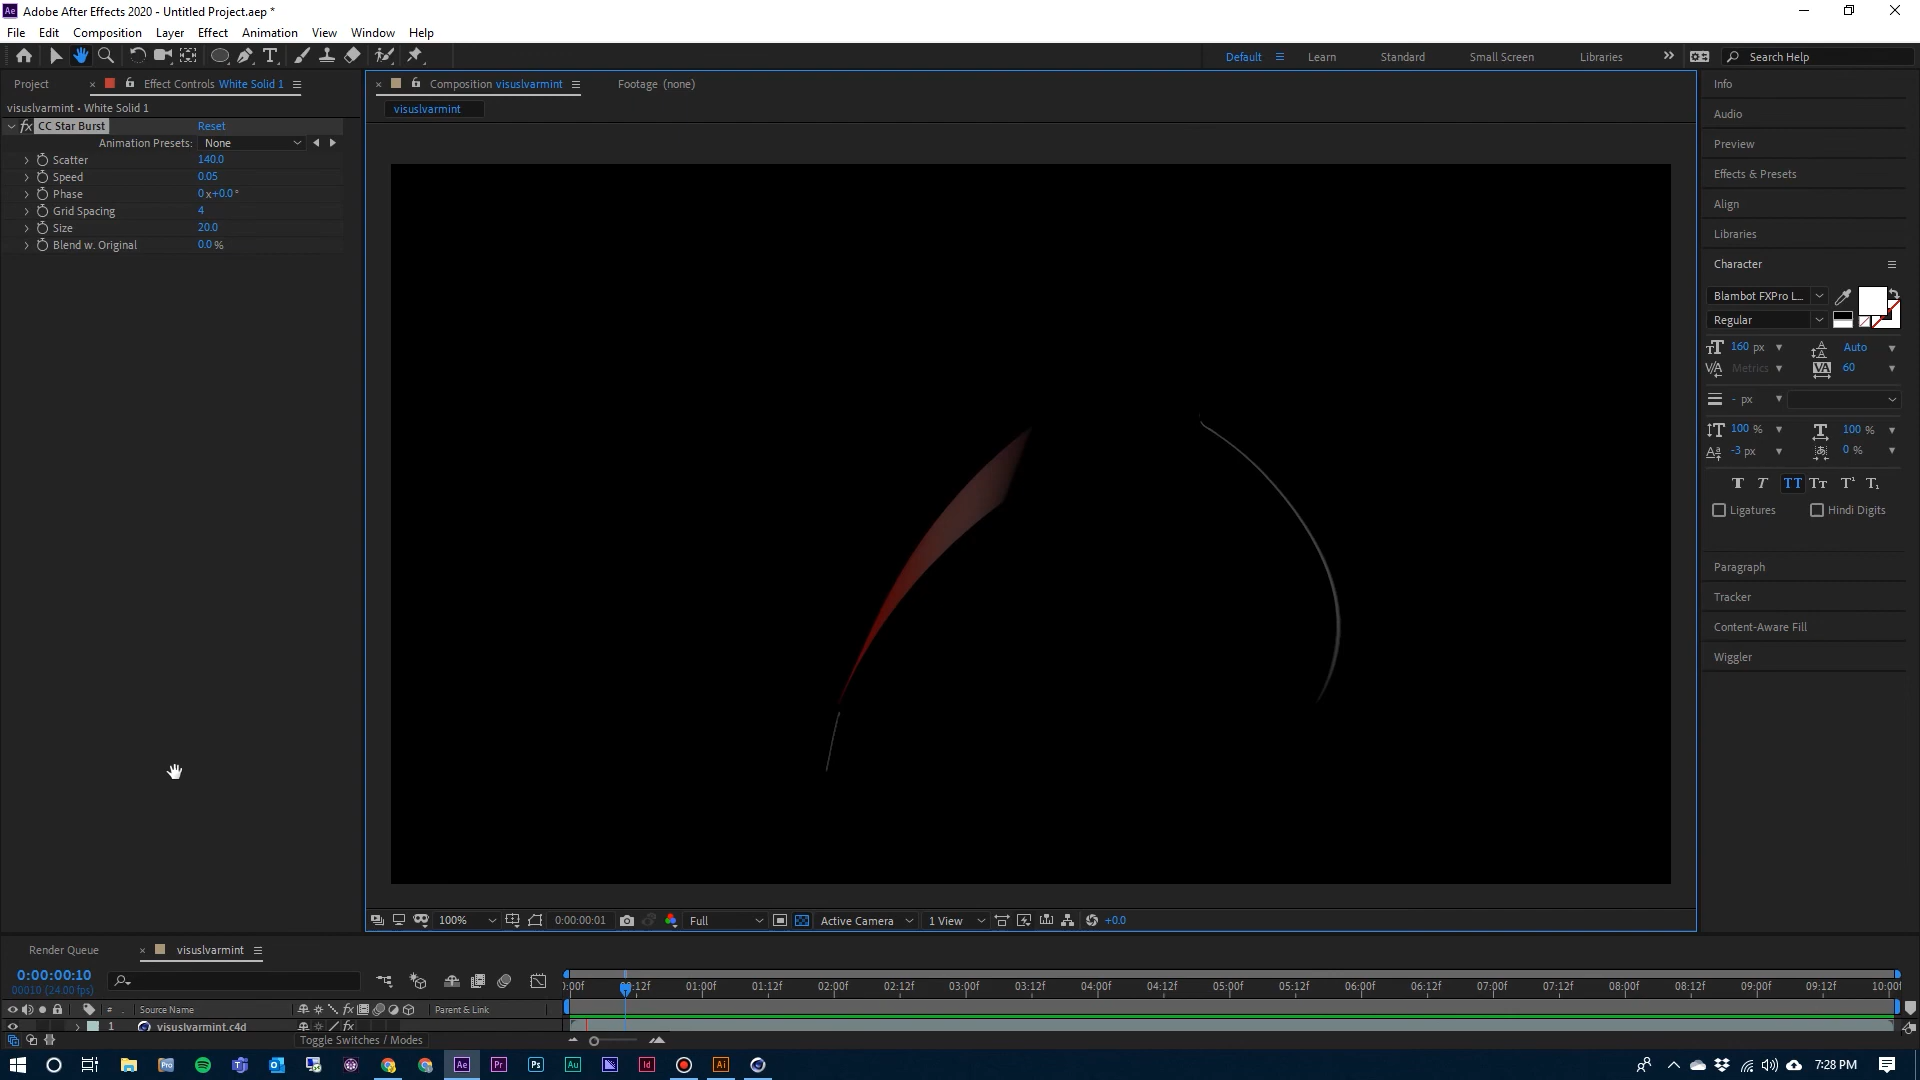 Adobe After Effects 2020 - Untitled Project.aep *
File Edit Composition Layer Effect Animation View Window Help
Default Learn Standard Small Screen Libraries Search Help
Project Effect Controls White Solid 1
Composition visuslvarmint Footage (none)
visuslvarmint • White Solid 1
visuslvarmint
fx CC Star Burst Reset
Animation Presets: None
Scatter 140.0
Speed 0.05
Phase 0x+0.0°
Grid Spacing 4
Size 20.0
Blend w. Original 0.0 %
Info
Audio
Preview
Effects & Presets
Align
Libraries
Character
Blambot FXPro L...
Regular
160 px Auto
Metrics 60
- px
100 % 100 %
-3 px 0 %
T T TT Tt T¹ T₁
Ligatures Hindi Digits
Paragraph
Tracker
Content-Aware Fill
Wiggler
100% 0:00:00:01 Full Active Camera 1 View +0.0
Render Queue visuslvarmint
0:00:00:10
00010 (24.00 fps)
):00f 00:12f 01:00f 01:12f 02:00f 02:12f 03:00f 03:12f 04:00f 04:12f 05:00f 05:12f 06:00f 06:12f 07:00f 07:12f 08:00f 08:12f 09:00f 09:12f 10:00f
# Source Name Parent & Link
1 visuslvarmint.c4d
Toggle Switches / Modes
7:28 PM